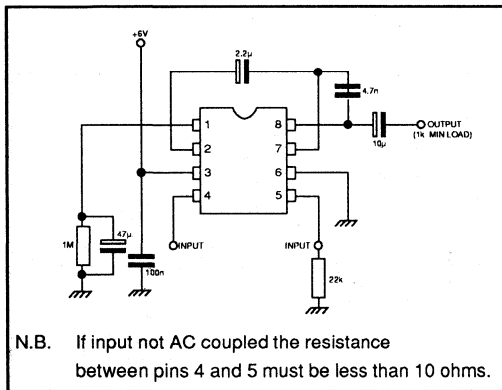 +6V
2.2µ
4.7n
1 8
2 7
3 6
4 5
10µ
OUTPUT
(1k MIN LOAD)
1M
47µ
100n
INPUT
INPUT
22k
N.B. If input not AC coupled the resistance
between pins 4 and 5 must be less than 10 ohms.